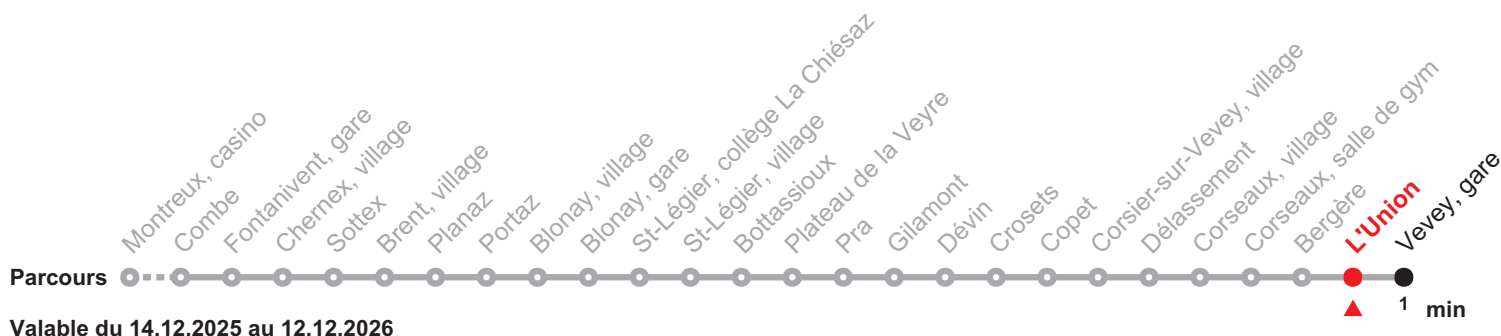 Montreux, casino
Combe
Fontanivent, gare
Chernex, village
Sottex
Brent, village
Planaz
Portaz
Blonay, village
Blonay, gare
St-Légier, collège La Chiésaz
St-Légier, village
Bottassioux
Plateau de la Veyre
Pra
Gilamont
Dévin
Crosets
Copet
Corsier-sur-Vevey, village
Délassement
Corseaux, village
Corseaux, salle de gym
Bergère
L'Union
Vevey, gare
Parcours
1 min
Valable du 14.12.2025 au 12.12.2026